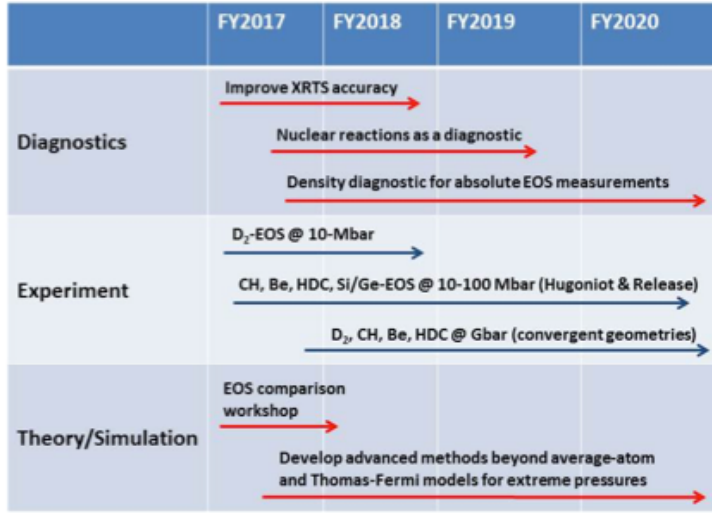 FY2017 FY2018 FY2019 FY2020
Diagnostics
Improve XRTS accuracy
Nuclear reactions as a diagnostic
Density diagnostic for absolute EOS measurements
Experiment
D₂-EOS @ 10-Mbar
CH, Be, HDC, Si/Ge-EOS @ 10-100 Mbar (Hugoniot & Release)
D₂, CH, Be, HDC @ Gbar (convergent geometries)
Theory/Simulation
EOS comparison
workshop
Develop advanced methods beyond average-atom
and Thomas-Fermi models for extreme pressures